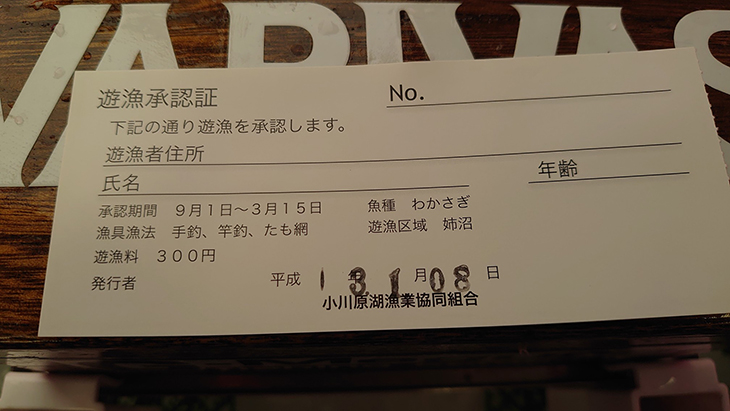 VARIVAS
遊漁承認証
No.
下記の通り遊漁を承認します。
遊漁者住所
氏名
年齢
承認期間 9月1日～3月15日
魚種 わかさぎ
漁具漁法 手釣、竿釣、たも網
遊漁区域 姉沼
遊漁料 300円
発行者
平成 1 年 3.1 月 08 日
小川原湖漁業協同組合